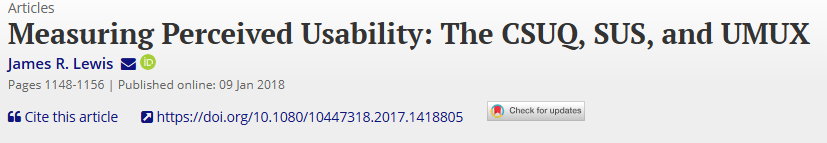 Articles
Measuring Perceived Usability: The CSUQ, SUS, and UMUX
James R. Lewis iD
Pages 1148-1156 | Published online: 09 Jan 2018
Cite this article https://doi.org/10.1080/10447318.2017.1418805 Check for updates